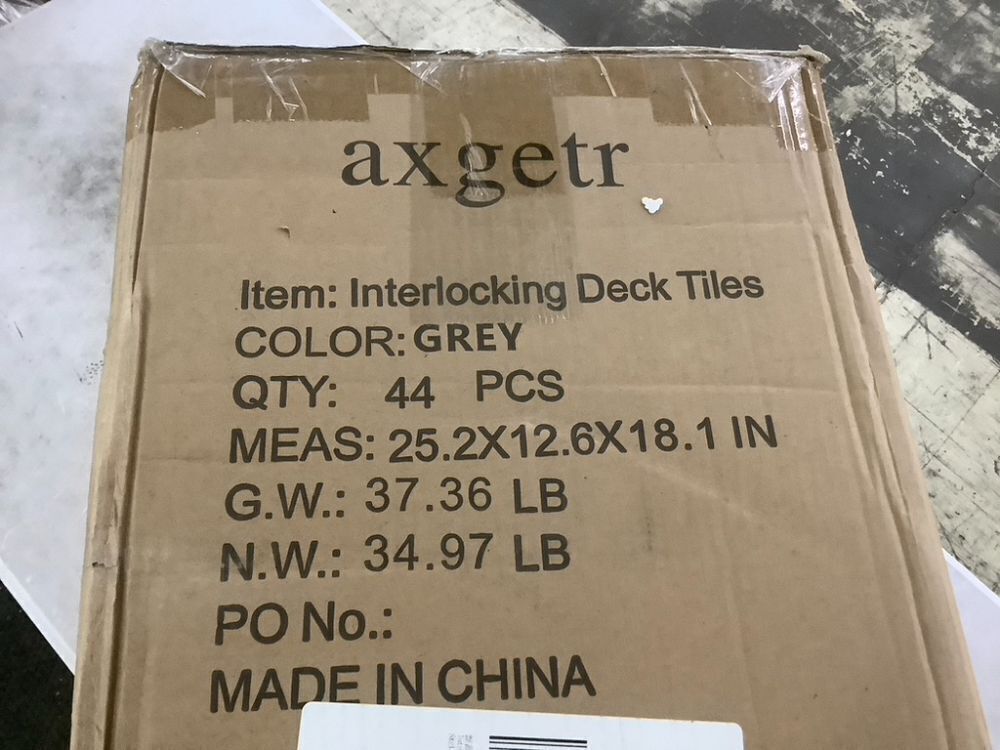 axgetr
Item: Interlocking Deck Tiles
COLOR: GREY
QTY: 44 PCS
MEAS: 25.2X12.6X18.1 IN
G.W.: 37.36 LB
N.W.: 34.97 LB
PO No.:
MADE IN CHINA